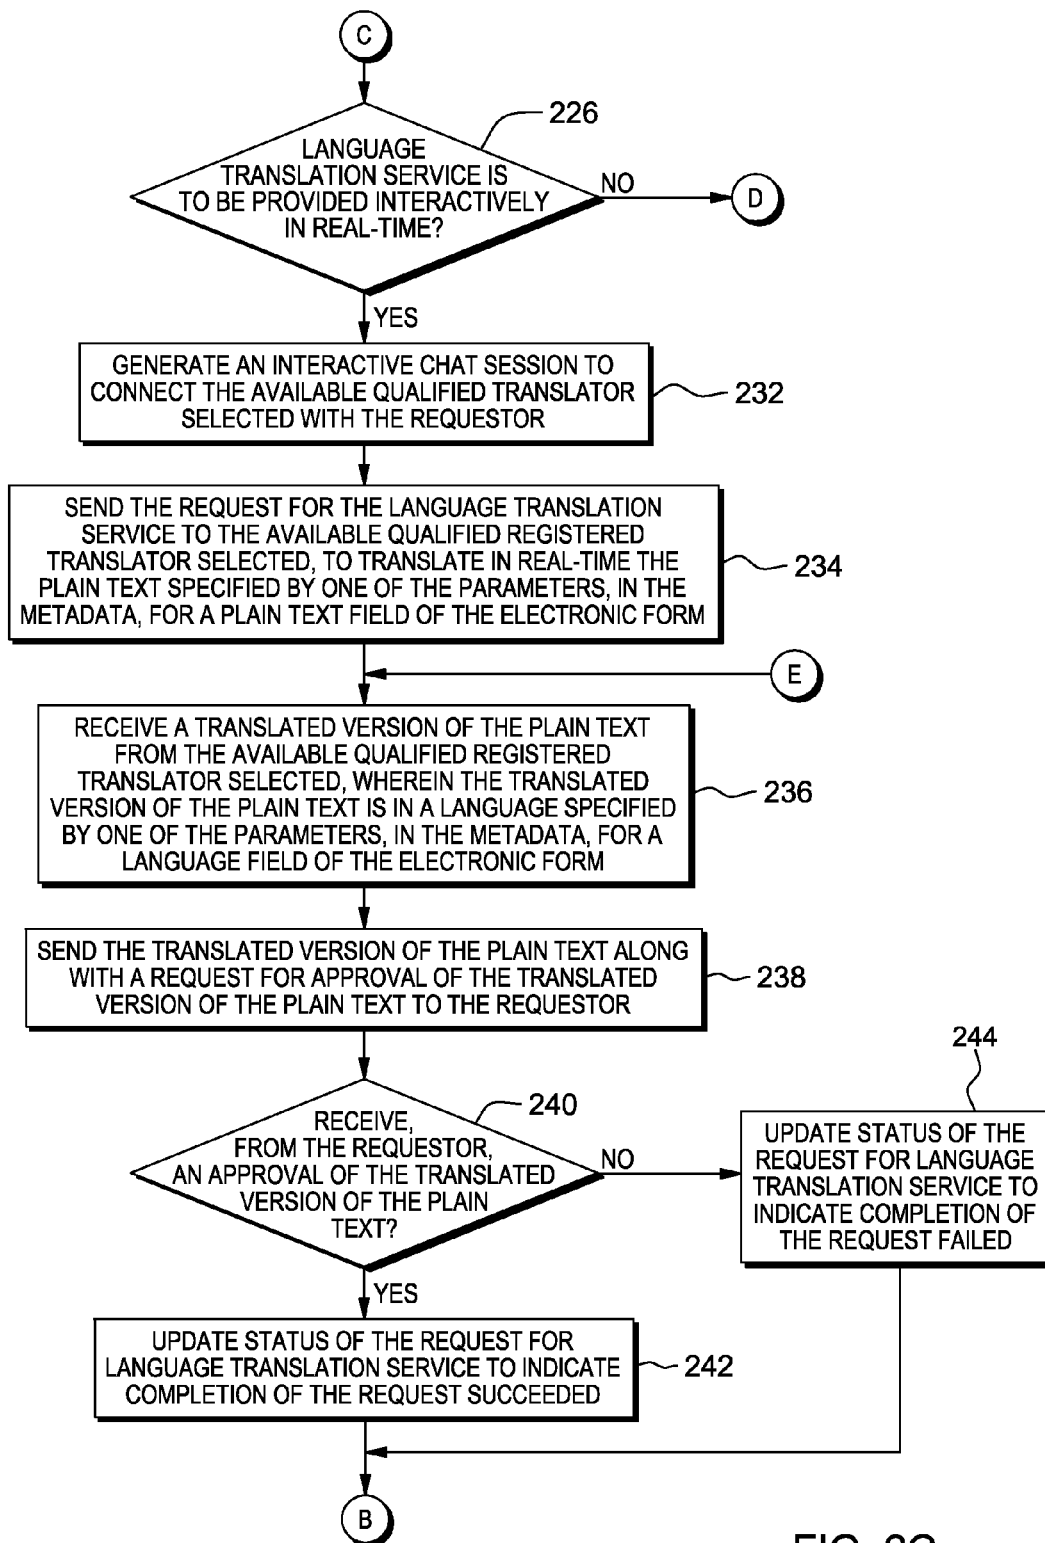 C
226
LANGUAGE
TRANSLATION SERVICE IS
TO BE PROVIDED INTERACTIVELY
IN REAL-TIME?
NO
D
YES
GENERATE AN INTERACTIVE CHAT SESSION TO
CONNECT THE AVAILABLE QUALIFIED TRANSLATOR
SELECTED WITH THE REQUESTOR
232
SEND THE REQUEST FOR THE LANGUAGE TRANSLATION
SERVICE TO THE AVAILABLE QUALIFIED REGISTERED
TRANSLATOR SELECTED, TO TRANSLATE IN REAL-TIME THE
PLAIN TEXT SPECIFIED BY ONE OF THE PARAMETERS, IN THE
METADATA, FOR A PLAIN TEXT FIELD OF THE ELECTRONIC FORM
234
E
RECEIVE A TRANSLATED VERSION OF THE PLAIN TEXT
FROM THE AVAILABLE QUALIFIED REGISTERED
TRANSLATOR SELECTED, WHEREIN THE TRANSLATED
VERSION OF THE PLAIN TEXT IS IN A LANGUAGE SPECIFIED
BY ONE OF THE PARAMETERS, IN THE METADATA, FOR A
LANGUAGE FIELD OF THE ELECTRONIC FORM
236
SEND THE TRANSLATED VERSION OF THE PLAIN TEXT ALONG
WITH A REQUEST FOR APPROVAL OF THE TRANSLATED
VERSION OF THE PLAIN TEXT TO THE REQUESTOR
238
240
RECEIVE,
FROM THE REQUESTOR,
AN APPROVAL OF THE TRANSLATED
VERSION OF THE PLAIN
TEXT?
NO
244
UPDATE STATUS OF THE
REQUEST FOR LANGUAGE
TRANSLATION SERVICE TO
INDICATE COMPLETION OF
THE REQUEST FAILED
YES
UPDATE STATUS OF THE REQUEST FOR
LANGUAGE TRANSLATION SERVICE TO INDICATE
COMPLETION OF THE REQUEST SUCCEEDED
242
B